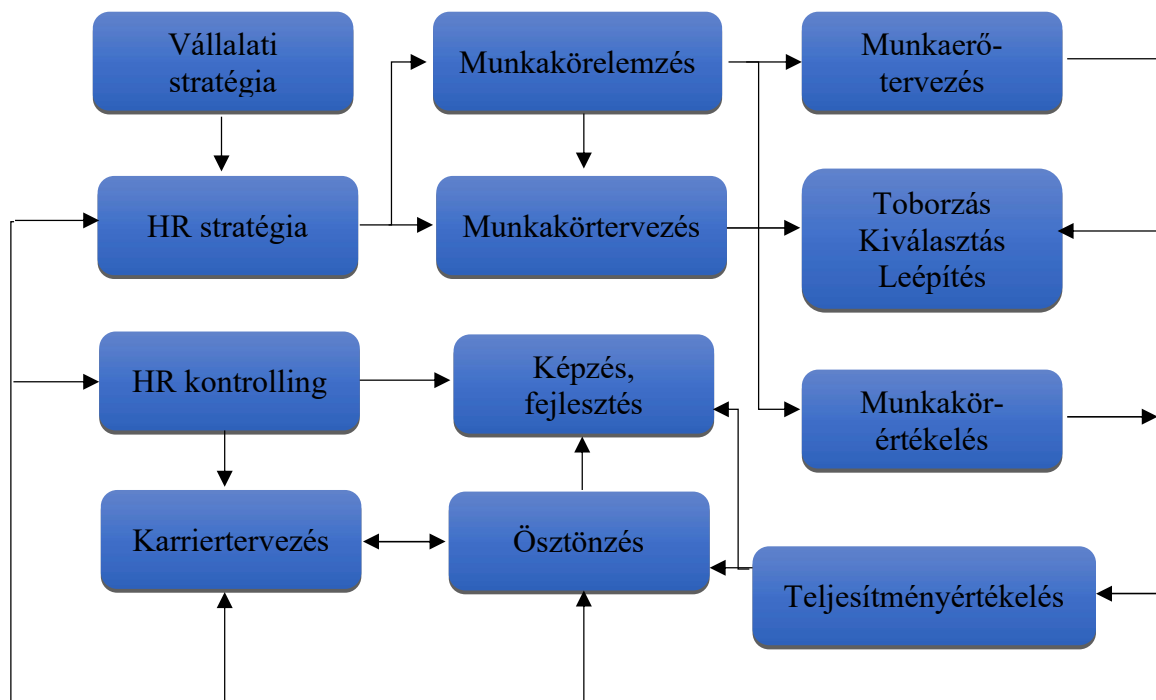 Vállalati
stratégia
Munkakörelemzés
Munkaerő-
tervezés
HR stratégia
Munkakörtervezés
Toborzás
Kiválasztás
Leépítés
HR kontrolling
Képzés,
fejlesztés
Munkakör-
értékelés
Karriertervezés
Ösztönzés
Teljesítményértékelés